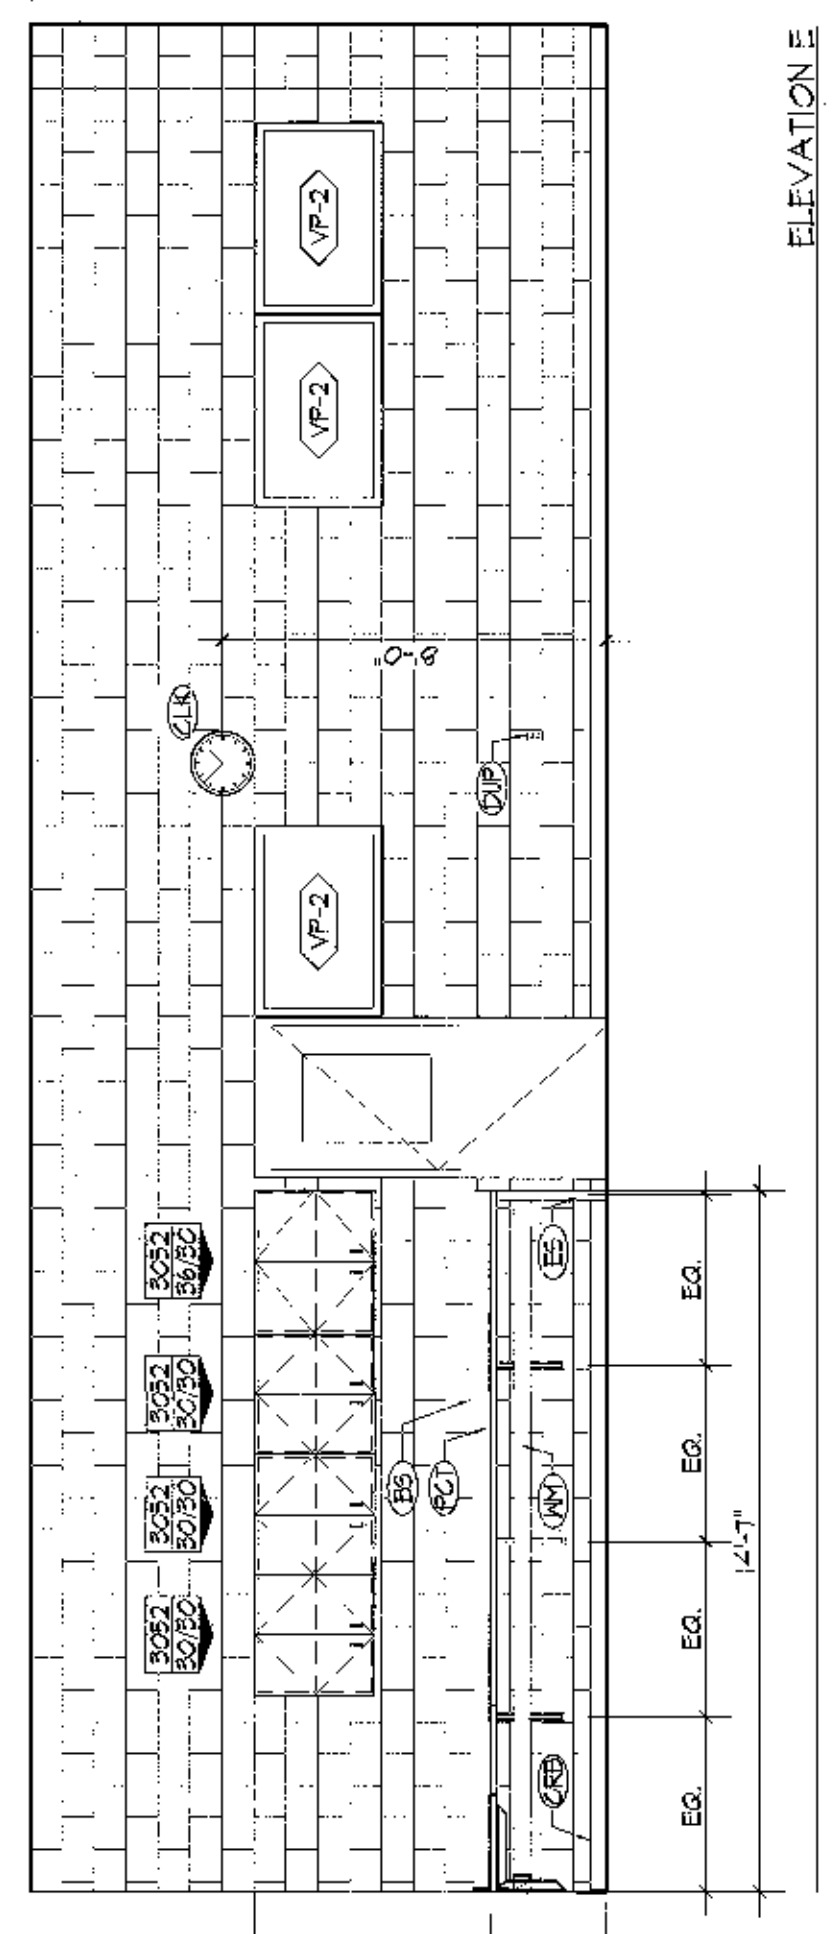 3052
30/30
3052
30/30
3052
30/30
3052
36/30
CLK
VP-2
VP-2
VP-2
8'-0"
BS
PCT
DUP
CRB
WM
ES
EQ.
EQ.
EQ.
EQ.
12'-7"
ELEVATION E